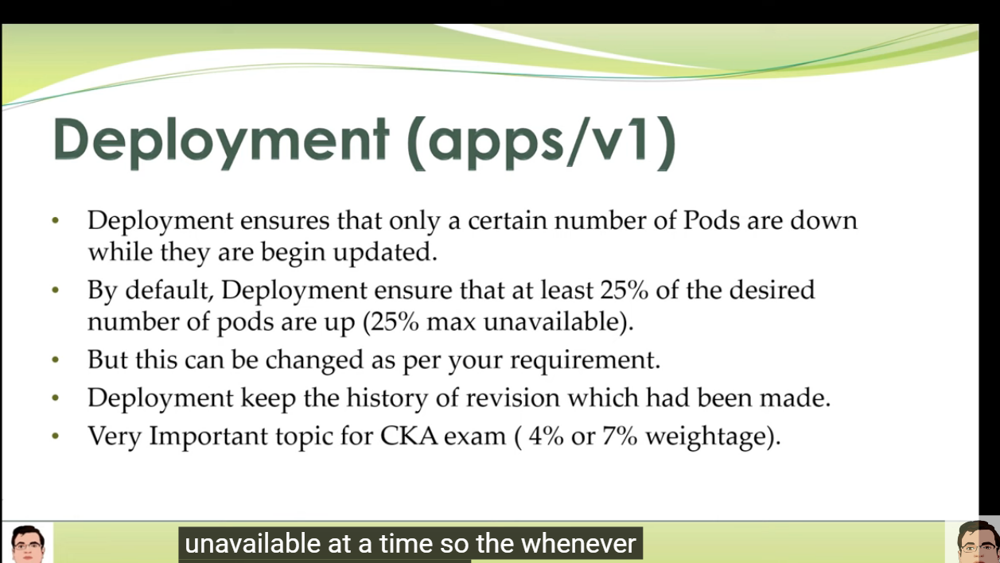 Deployment (apps/v1)
• Deployment ensures that only a certain number of Pods are down
while they are begin updated.
• By default, Deployment ensure that at least 25% of the desired
number of pods are up (25% max unavailable).
• But this can be changed as per your requirement.
• Deployment keep the history of revision which had been made.
• Very Important topic for CKA exam ( 4% or 7% weightage).
unavailable at a time so the whenever